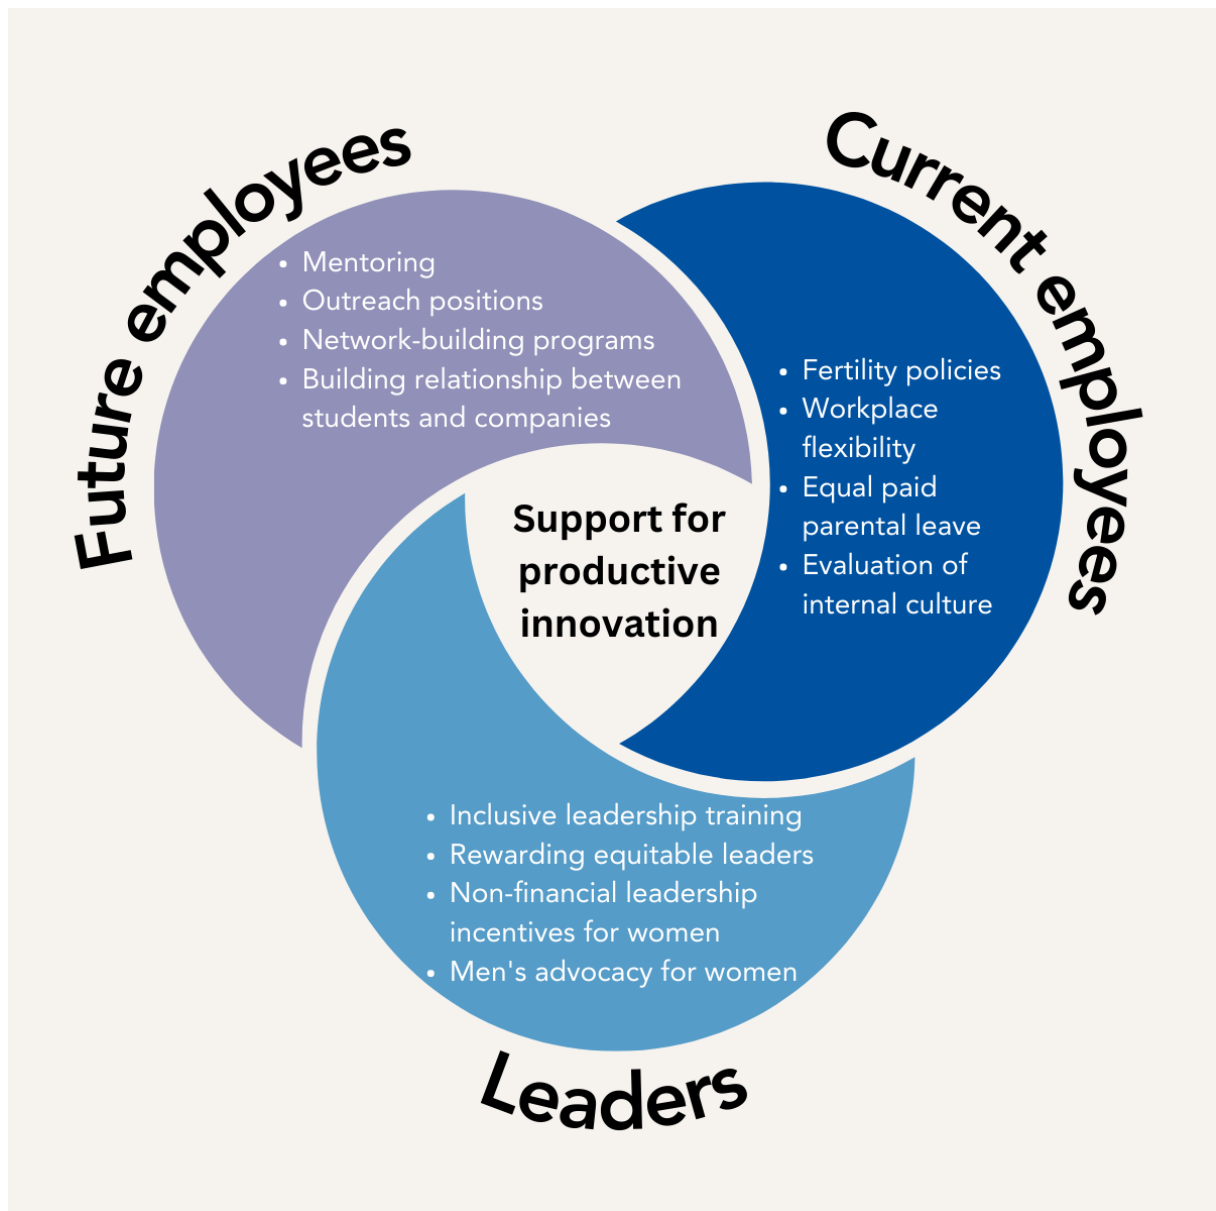 Future employees
• Mentoring
• Outreach positions
• Network-building programs
• Building relationship between
students and companies
Current employees
• Fertility policies
• Workplace
flexibility
• Equal paid
parental leave
• Evaluation of
internal culture
Support for
productive
innovation
• Inclusive leadership training
• Rewarding equitable leaders
• Non-financial leadership
incentives for women
• Men's advocacy for women
Leaders